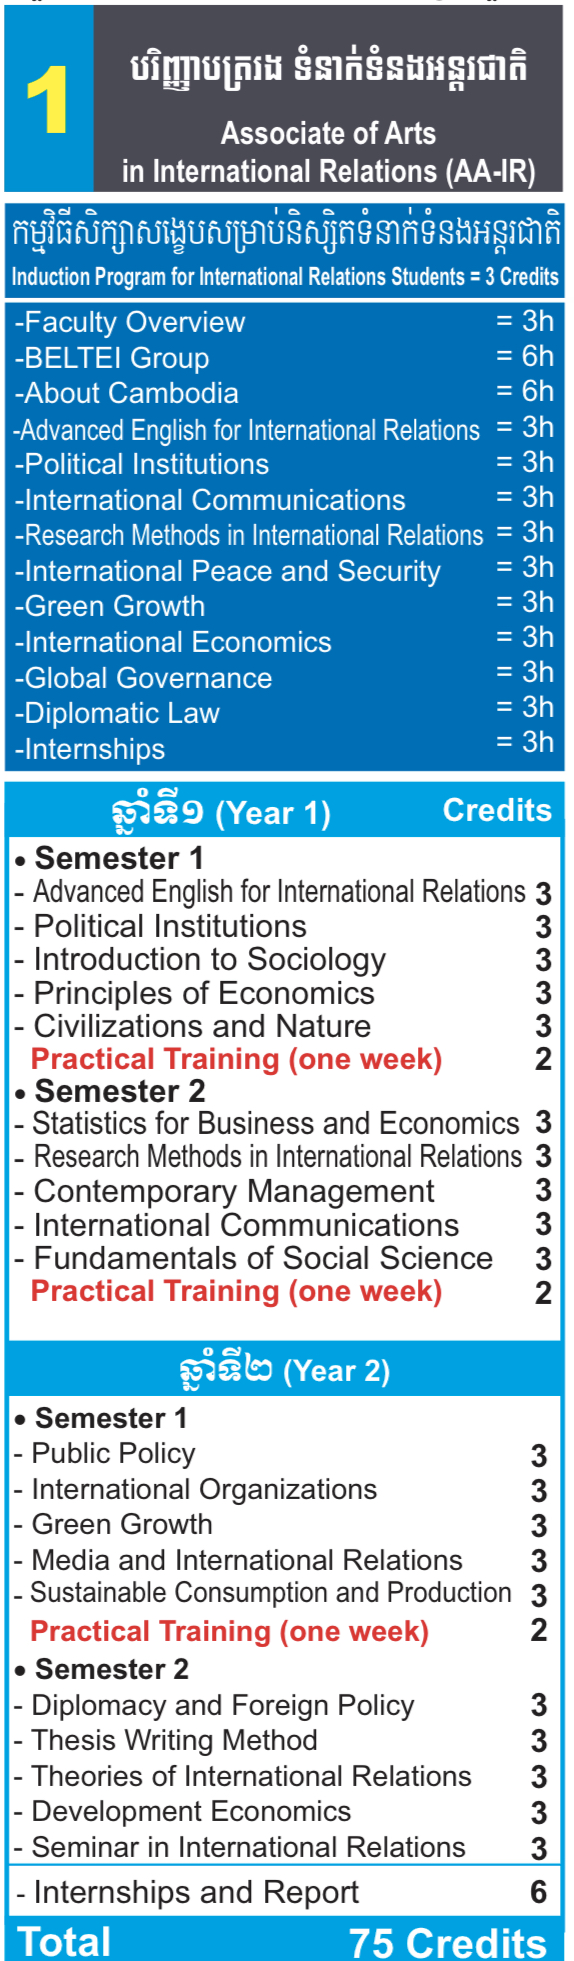 1
បរិញ្ញាបត្ររង ទំនាក់ទំនងអន្តរជាតិ
Associate of Arts
in International Relations (AA-IR)
កម្មវិធីសិក្សាសង្ខេបសម្រាប់និស្សិតទំនាក់ទំនងអន្តរជាតិ
Induction Program for International Relations Students = 3 Credits
-Faculty Overview = 3h
-BELTEI Group = 6h
-About Cambodia = 6h
-Advanced English for International Relations = 3h
-Political Institutions = 3h
-International Communications = 3h
-Research Methods in International Relations = 3h
-International Peace and Security = 3h
-Green Growth = 3h
-International Economics = 3h
-Global Governance = 3h
-Diplomatic Law = 3h
-Internships = 3h
ឆ្នាំទី១ (Year 1) Credits
• Semester 1
- Advanced English for International Relations 3
- Political Institutions 3
- Introduction to Sociology 3
- Principles of Economics 3
- Civilizations and Nature 3
Practical Training (one week) 2
• Semester 2
- Statistics for Business and Economics 3
- Research Methods in International Relations 3
- Contemporary Management 3
- International Communications 3
- Fundamentals of Social Science 3
Practical Training (one week) 2
ឆ្នាំទី២ (Year 2)
• Semester 1
- Public Policy 3
- International Organizations 3
- Green Growth 3
- Media and International Relations 3
- Sustainable Consumption and Production 3
Practical Training (one week) 2
• Semester 2
- Diplomacy and Foreign Policy 3
- Thesis Writing Method 3
- Theories of International Relations 3
- Development Economics 3
- Seminar in International Relations 3
- Internships and Report 6
Total 75 Credits